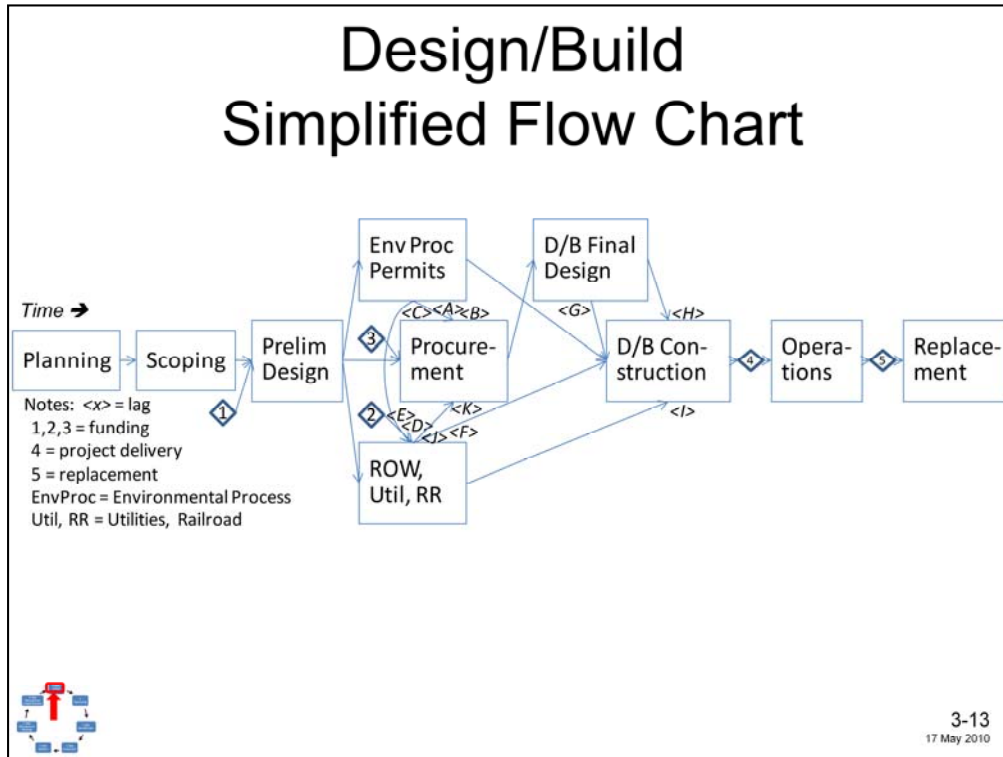 Design/Build
Simplified Flow Chart
Env Proc
Permits
D/B Final
Design
Time →
<C>
<A>
<B>
<G>
<H>
Planning
Scoping
Prelim
Design
3
Procure-
ment
D/B Con-
struction
4
Opera-
tions
5
Replace-
ment
1
2
<E>
<D>
<J>
<F>
<K>
<I>
ROW,
Util, RR
Notes: <x> = lag
1,2,3 = funding
4 = project delivery
5 = replacement
EnvProc = Environmental Process
Util, RR = Utilities, Railroad
3-13
17 May 2010